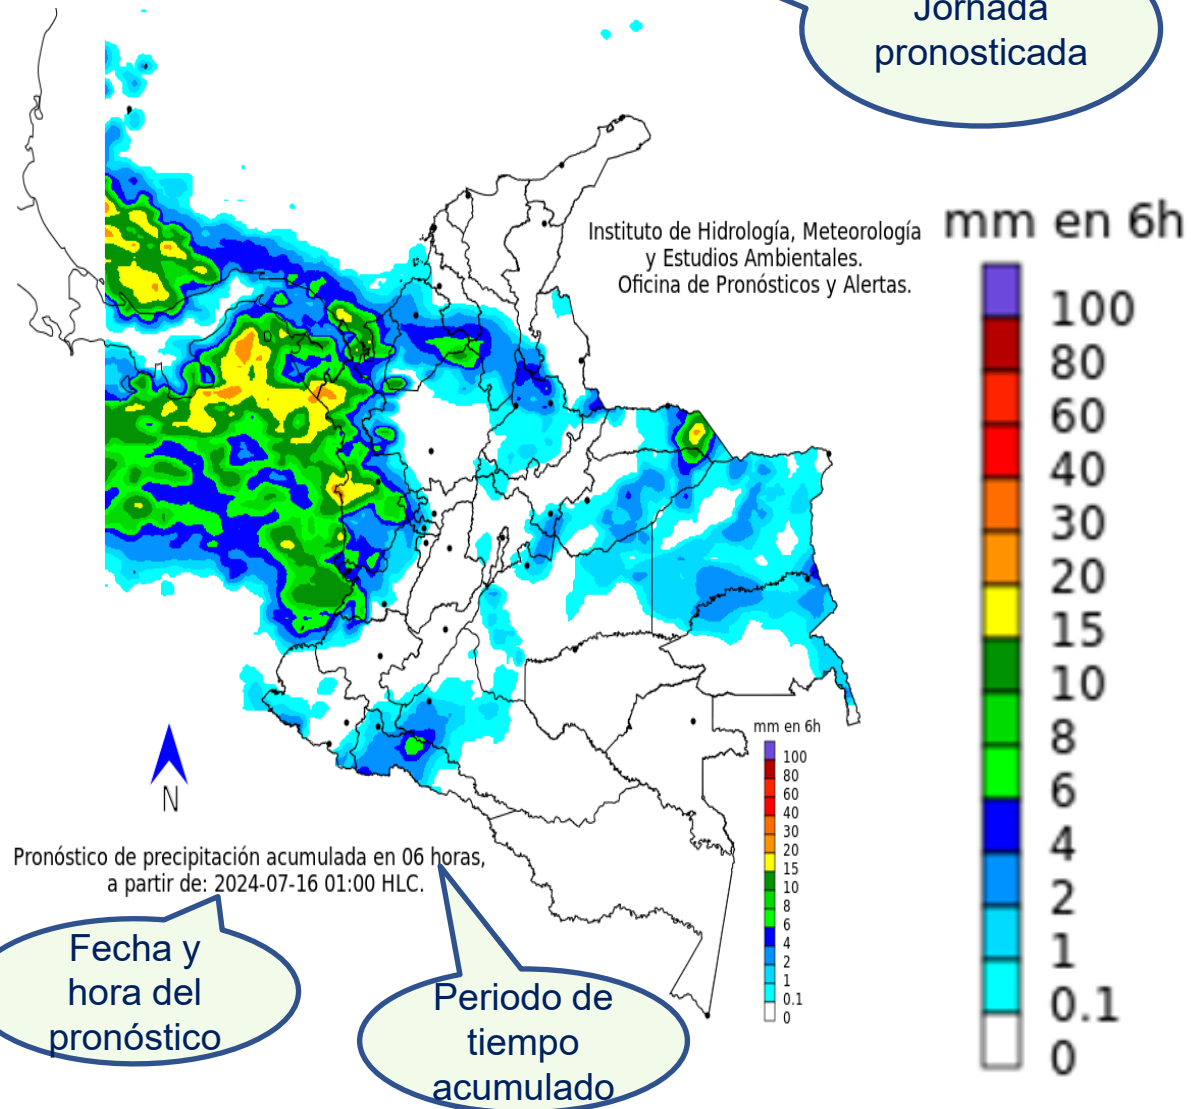 Jornada
pronosticada
Instituto de Hidrología, Meteorología
y Estudios Ambientales.
Oficina de Pronósticos y Alertas.
mm en 6h
100
80
60
40
30
20
15
10
8
6
4
2
1
0.1
0
mm en 6h
100
80
60
40
30
20
15
10
8
6
4
2
1
0.1
0
N
Pronóstico de precipitación acumulada en 06 horas,
a partir de: 2024-07-16 01:00 HLC.
Fecha y
hora del
pronóstico
Periodo de
tiempo
acumulado